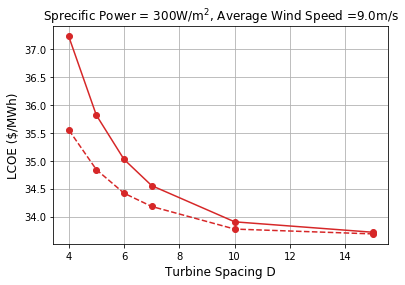 Sprecific Power = 300W/m², Average Wind Speed =9.0m/s
37.0
36.5
36.0
35.5
35.0
34.5
34.0
LCOE ($/MWh)
4 6 8 10 12 14
Turbine Spacing D